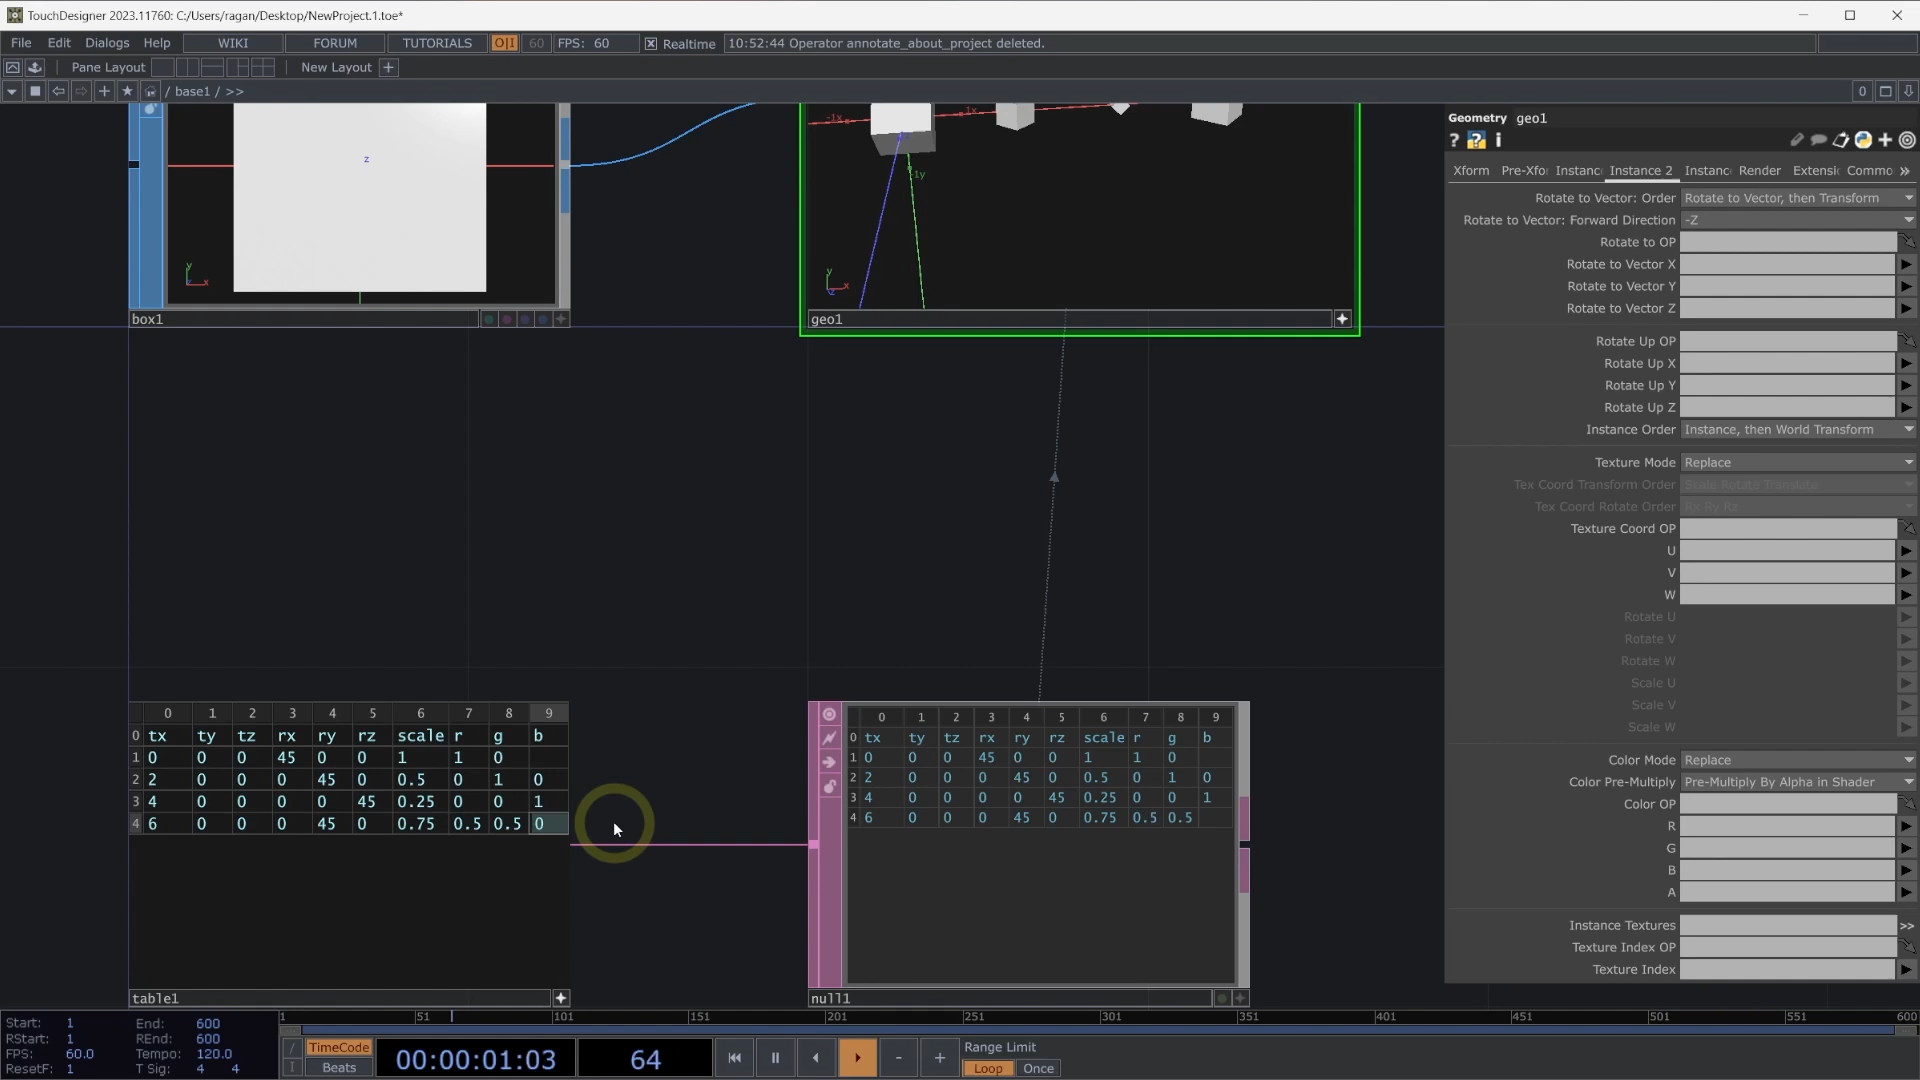 TouchDesigner 2023.11760: C:/Users/ragan/Desktop/NewProject.1.toe*
File Edit Dialogs Help WIKI FORUM TUTORIALS O|I 60 FPS: 60 Realtime 10:52:44 Operator annotate_about_project deleted.
Pane Layout New Layout +
/ base1 / >> 0
Geometry geo1
Xform Pre-Xfo Instanc Instance 2 Instanc Render Extensi Commo »
Rotate to Vector: Order Rotate to Vector, then Transform
Rotate to Vector: Forward Direction -Z
Rotate to OP
Rotate to Vector X
Rotate to Vector Y
Rotate to Vector Z
Rotate Up OP
Rotate Up X
Rotate Up Y
Rotate Up Z
Instance Order Instance, then World Transform
Texture Mode Replace
Tex Coord Transform Order Scale Rotate Translate
Tex Coord Rotate Order Rx Ry Rz
Texture Coord OP
U
V
W
Rotate U
Rotate V
Rotate W
Scale U
Scale V
Scale W
Color Mode Replace
Color Pre-Multiply Pre-Multiply By Alpha in Shader
Color OP
R
G
B
A
Instance Textures >>
Texture Index OP
Texture Index
z
y
x
box1
-1x
1x
1y
y
x
z
geo1
0 1 2 3 4 5 6 7 8 9
0 tx ty tz rx ry rz scale r g b
1 0 0 0 45 0 0 1 1 0
2 2 0 0 0 45 0 0.5 0 1 0
3 4 0 0 0 0 45 0.25 0 0 1
4 6 0 0 0 45 0 0.75 0.5 0.5 0
table1
0 1 2 3 4 5 6 7 8 9
0 tx ty tz rx ry rz scale r g b
1 0 0 0 45 0 0 1 1 0
2 2 0 0 0 45 0 0.5 0 1 0
3 4 0 0 0 0 45 0.25 0 0 1
4 6 0 0 0 45 0 0.75 0.5 0.5
null1
1 51 101 151 201 251 301 351 401 451 501 551 600
Start: 1 End: 600
RStart: 1 REnd: 600
FPS: 60.0 Tempo: 120.0
ResetF: 1 T Sig: 4 4
/ TimeCode
I Beats
00:00:01:03 64
- +
Range Limit
Loop Once